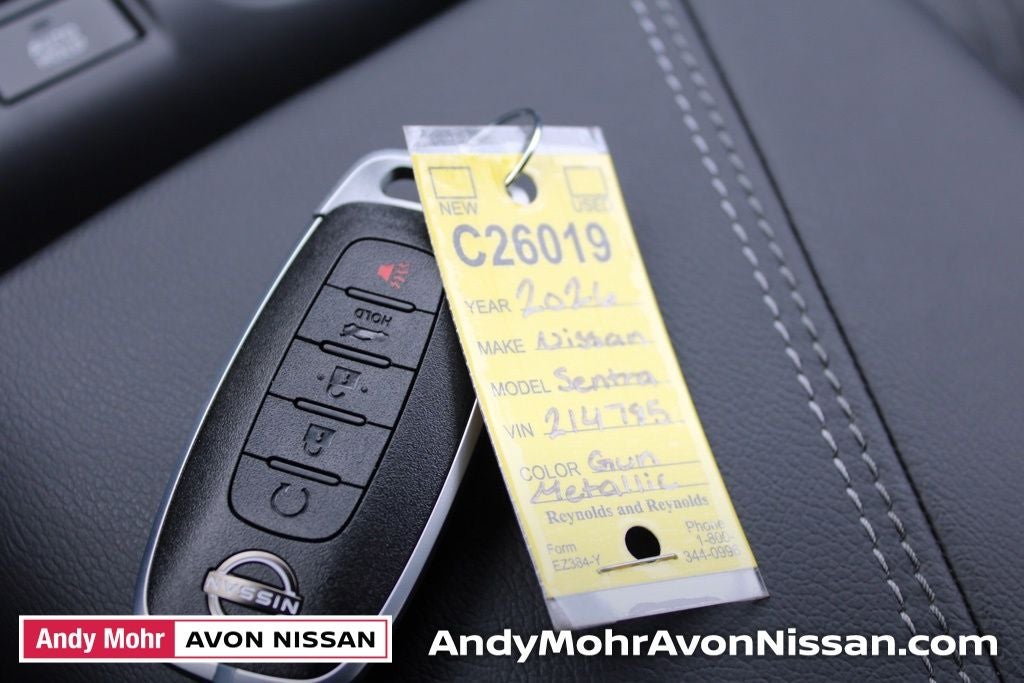 HOLD
NISSAN
NEW
USED
C26019
YEAR 2026
MAKE Nissan
MODEL Sentra
VIN 214785
COLOR Gun
Metallic
Reynolds and Reynolds
Form
EZ384-Y
Phone
1-800-
344-0996
Andy Mohr AVON NISSAN
AndyMohrAvonNissan.com